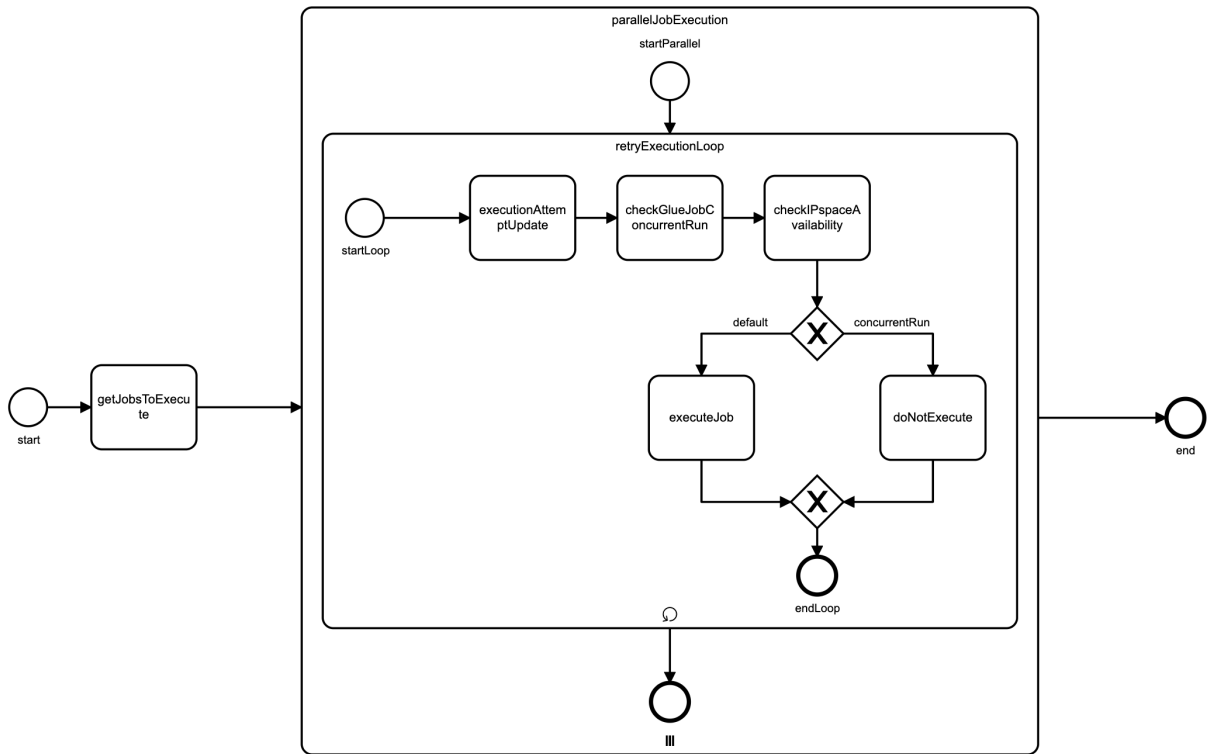 parallelJobExecution
startParallel
retryExecutionLoop
executionAttem
ptUpdate
checkGlueJobC
oncurrentRun
checkIPspaceA
vailability
startLoop
default
concurrentRun
X
getJobsToExecu
te
start
executeJob
doNotExecute
end
X
endLoop